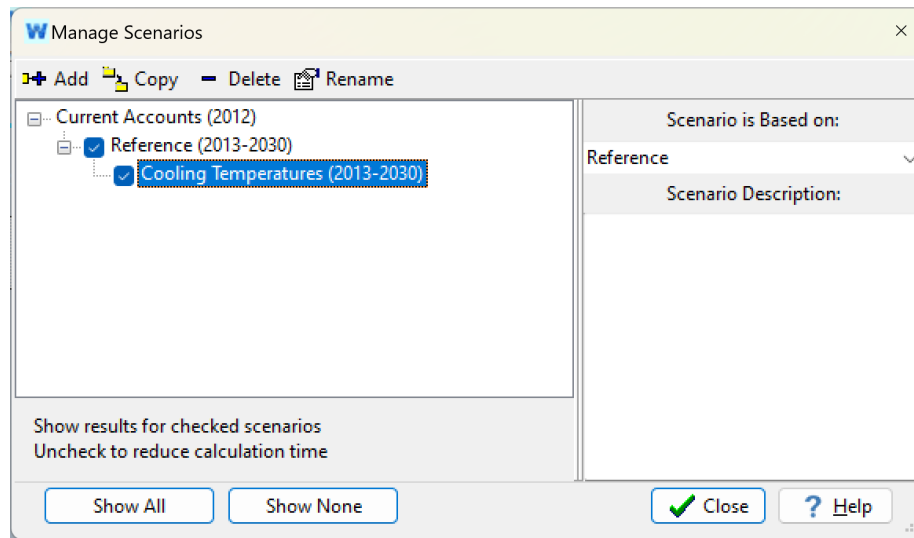 W Manage Scenarios
Add Copy Delete Rename
Current Accounts (2012)
Reference (2013-2030)
Cooling Temperatures (2013-2030)
Show results for checked scenarios
Uncheck to reduce calculation time
Scenario is Based on:
Reference
Scenario Description:
Show All Show None Close ? Help